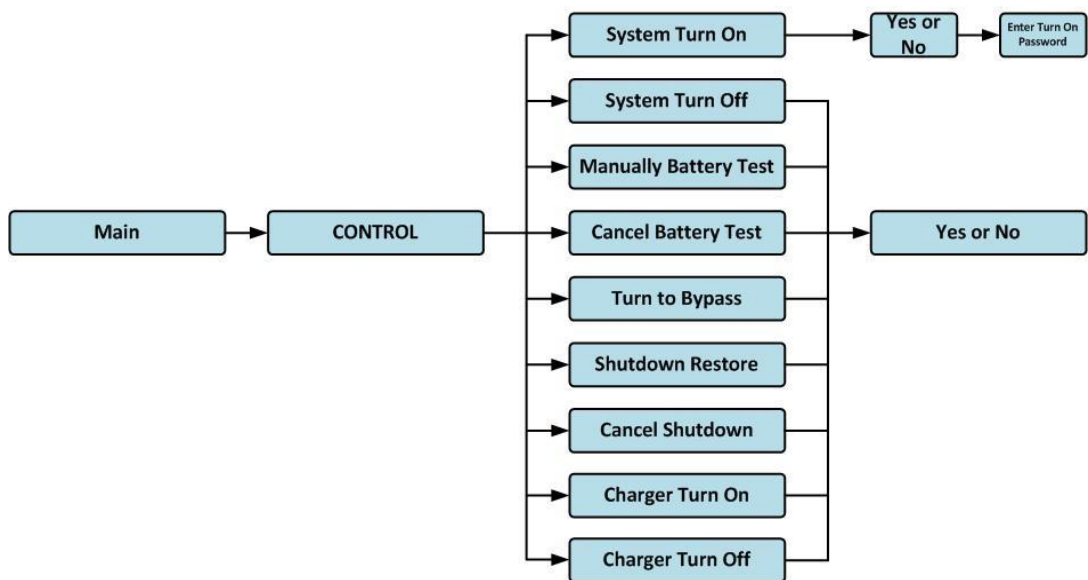 System Turn On
Yes or
No
Enter Turn On
Password
System Turn Off
Manually Battery Test
Main
CONTROL
Cancel Battery Test
Yes or No
Turn to Bypass
Shutdown Restore
Cancel Shutdown
Charger Turn On
Charger Turn Off